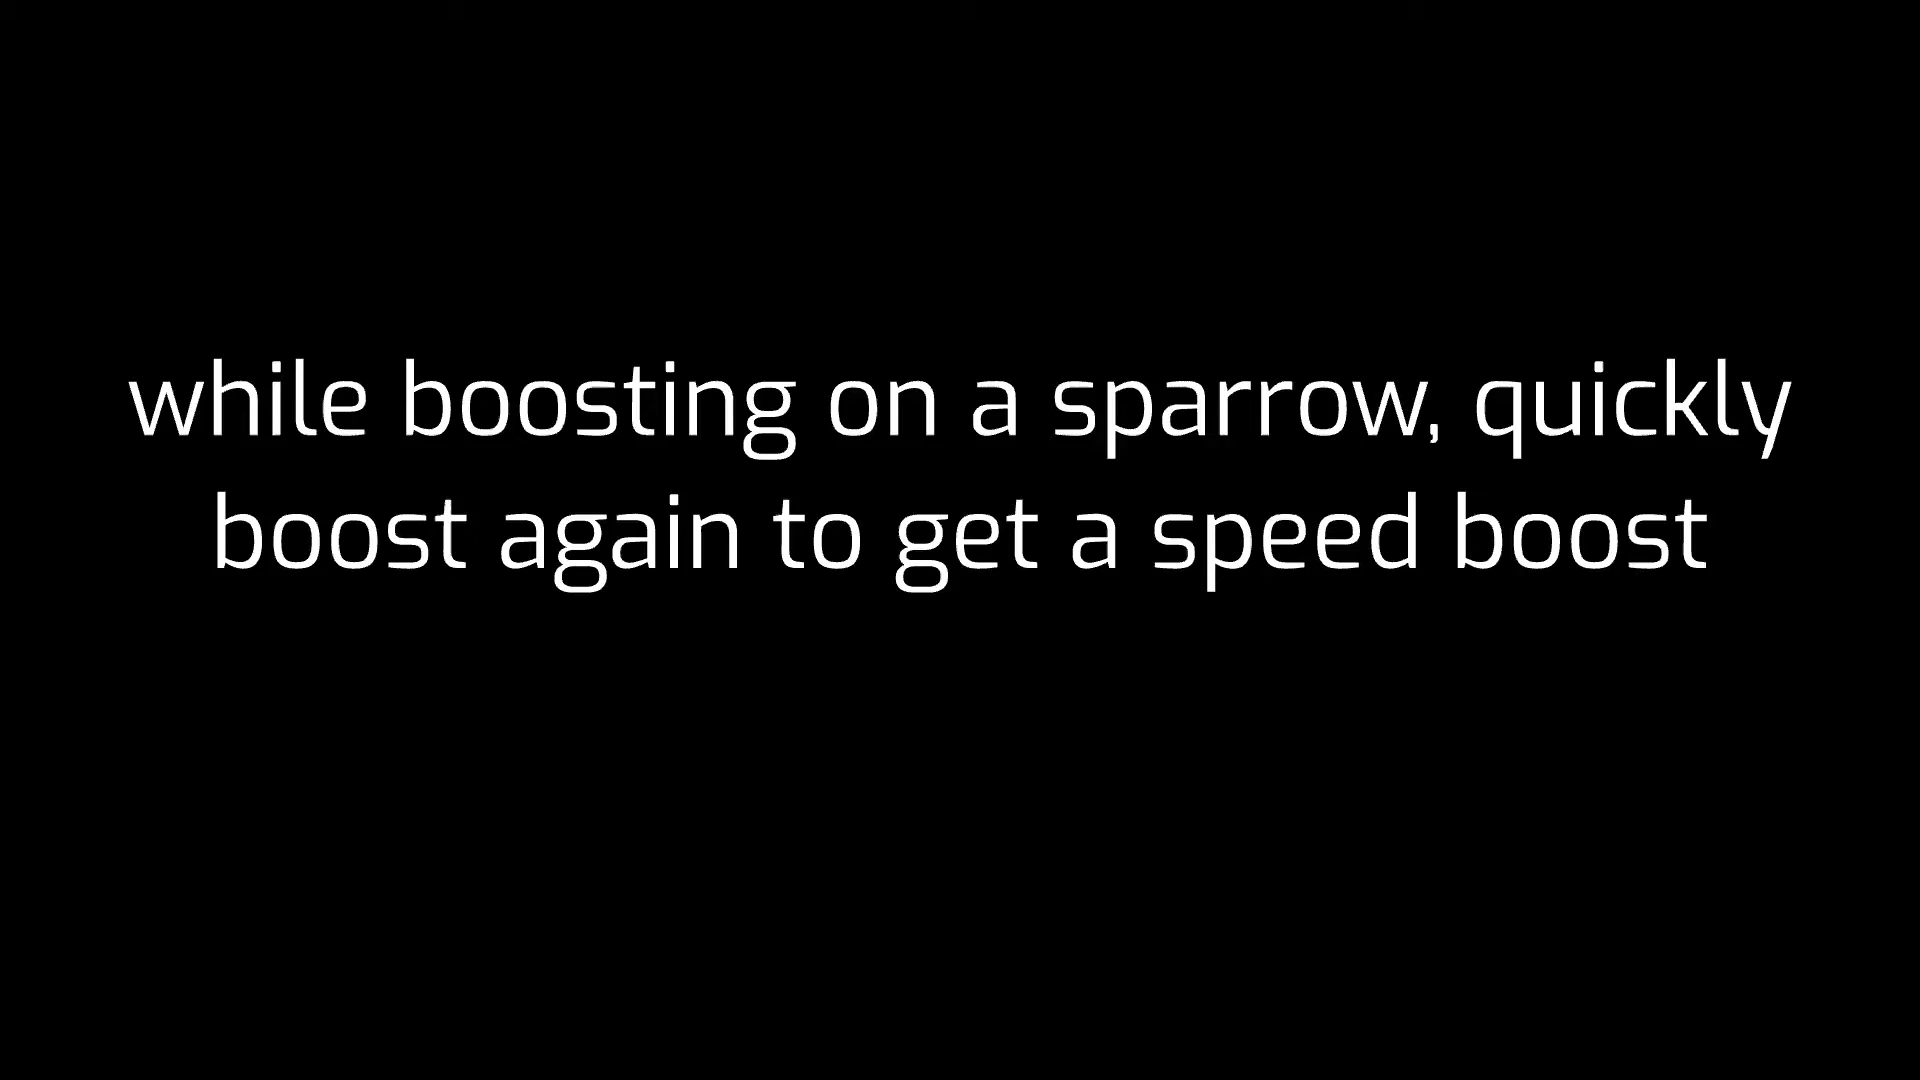 while boosting on a sparrow, quickly
boost again to get a speed boost